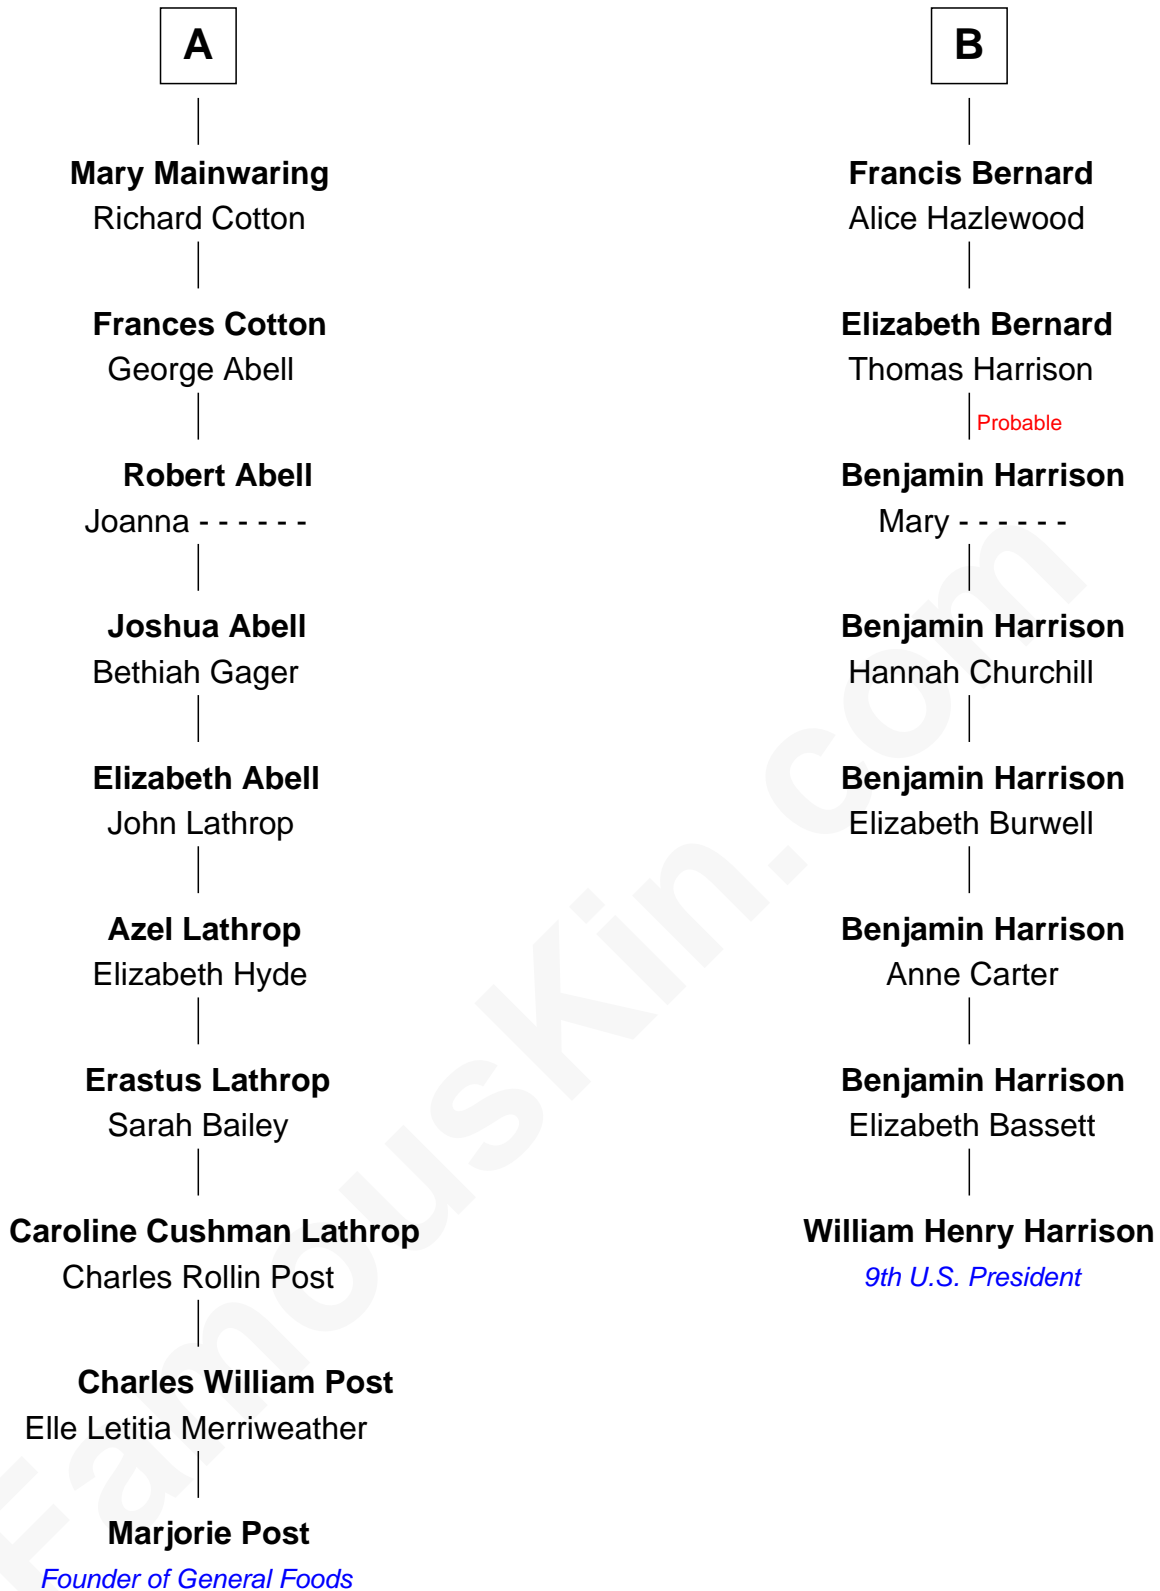 A
Mary Mainwaring
Richard Cotton
Frances Cotton
George Abell
Robert Abell
Joanna - - - - - -
Joshua Abell
Bethiah Gager
Elizabeth Abell
John Lathrop
Azel Lathrop
Elizabeth Hyde
Erastus Lathrop
Sarah Bailey
Caroline Cushman Lathrop
Charles Rollin Post
Charles William Post
Elle Letitia Merriweather
Marjorie Post
Founder of General Foods
B
Francis Bernard
Alice Hazlewood
Elizabeth Bernard
Thomas Harrison
Probable
Benjamin Harrison
Mary - - - - - -
Benjamin Harrison
Hannah Churchill
Benjamin Harrison
Elizabeth Burwell
Benjamin Harrison
Anne Carter
Benjamin Harrison
Elizabeth Bassett
William Henry Harrison
9th U.S. President
FamousKin.com